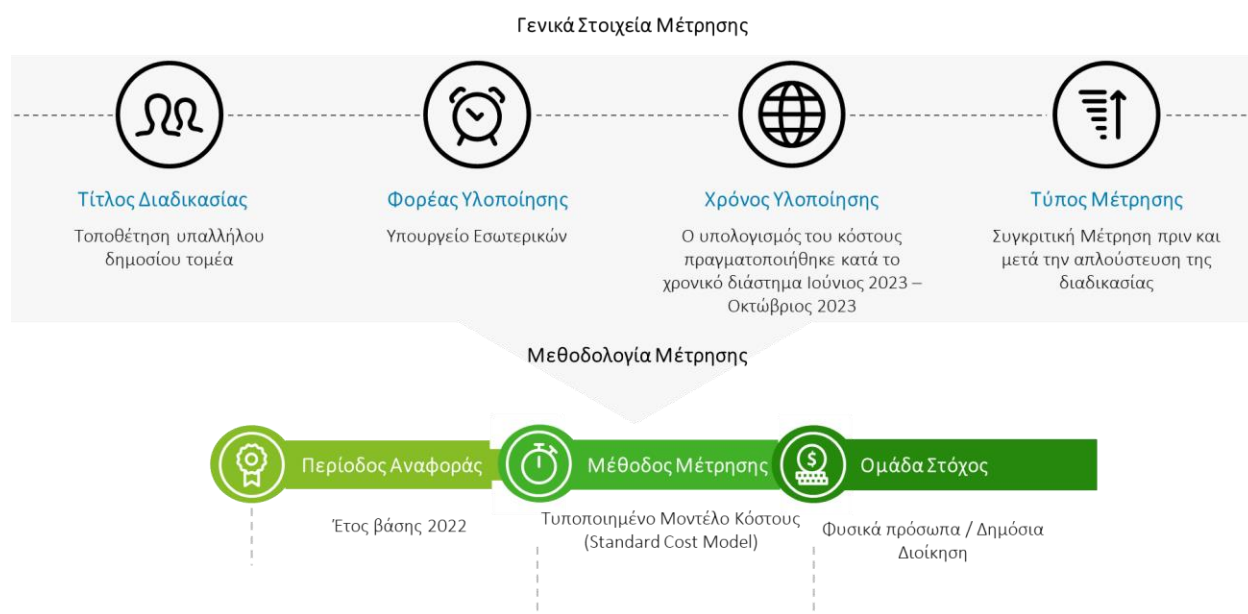 Γενικά Στοιχεία Μέτρησης
Τίτλος Διαδικασίας
Τοποθέτηση υπαλλήλου
δημοσίου τομέα
Φορέας Υλοποίησης
Υπουργείο Εσωτερικών
Χρόνος Υλοποίησης
Ο υπολογισμός του κόστους
πραγματοποιήθηκε κατά το
χρονικό διάστημα Ιούνιος 2023 –
Οκτώβριος 2023
Τύπος Μέτρησης
Συγκριτική Μέτρηση πριν και
μετά την απλούστευση της
διαδικασίας
Μεθοδολογία Μέτρησης
Περίοδος Αναφοράς
Έτος βάσης 2022
Μέθοδος Μέτρησης
Τυποποιημένο Μοντέλο Κόστους
(Standard Cost Model)
$
Ομάδα Στόχος
Φυσικά πρόσωπα / Δημόσια
Διοίκηση